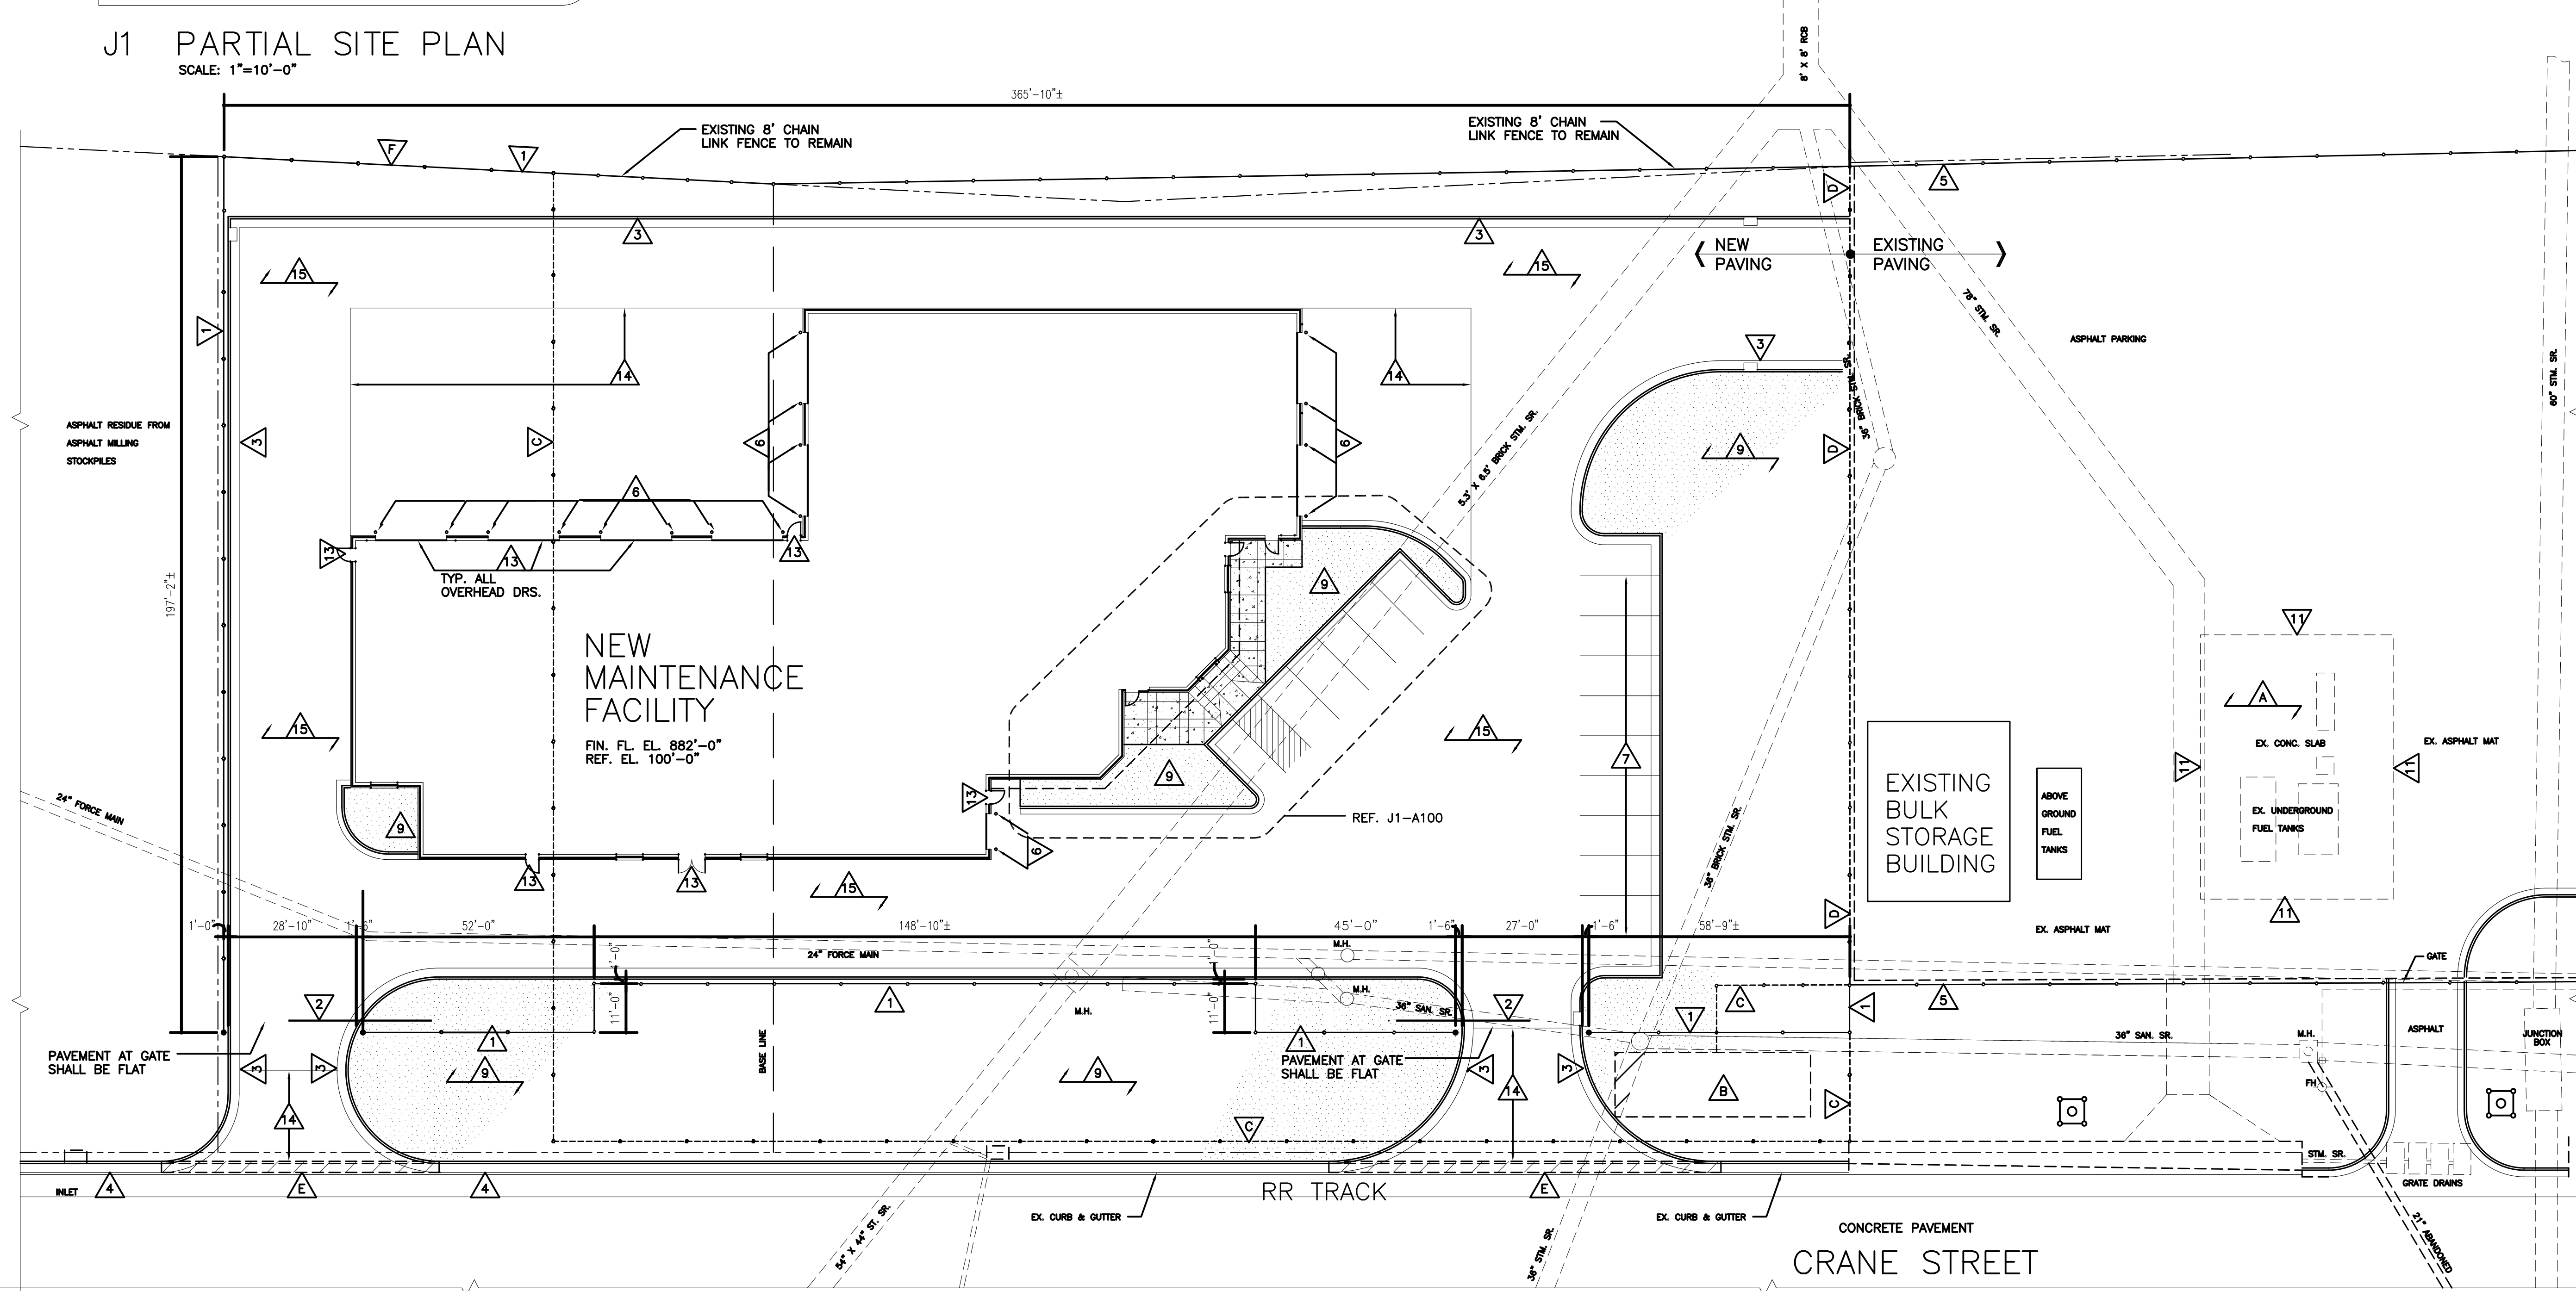 J1 PARTIAL SITE PLAN
SCALE: 1"=10'-0"
8' X 8' RCB
365'-10"±
EXISTING 8' CHAIN
LINK FENCE TO REMAIN
EXISTING 8' CHAIN
LINK FENCE TO REMAIN
F
1
D
5
3
3
NEW
PAVING
EXISTING
PAVING
15
15
78" STM. SR.
1
3
ASPHALT PARKING
60" STM. SR.
14
14
36" BRICK STM. SR.
ASPHALT RESIDUE FROM
ASPHALT MILLING
STOCKPILES
3
C
6
6
5.3' X 6.5' BRICK STM. SR.
9
D
6
13
13
13
TYP. ALL
OVERHEAD DRS.
9
197'-2"±
NEW
MAINTENANCE
FACILITY
FIN. FL. EL. 882'-0"
REF. EL. 100'-0"
11
A
15
15
7
9
EX. CONC. SLAB
EX. ASPHALT MAT
11
11
EXISTING
BULK
STORAGE
BUILDING
ABOVE
GROUND
FUEL
TANKS
EX. UNDERGROUND
FUEL TANKS
24" FORCE MAIN
13
REF. J1-A100
9
6
36" BRICK STM. SR.
13
13
15
D
11
1'-0"
28'-10"
1'-6"
52'-0"
148'-10"±
45'-0"
1'-6"
27'-0"
1'-6"
58'-9"±
EX. ASPHALT MAT
24" FORCE MAIN
1'-0"
1'-0"
M.H.
GATE
2
11'-0"
1
11'-0"
M.H.
M.H.
36" SAN. SR.
2
C
1
5
1
1
1
BASE LINE
36" SAN. SR.
M.H.
ASPHALT
JUNCTION
BOX
PAVEMENT AT GATE
SHALL BE FLAT
3
3
9
9
PAVEMENT AT GATE
SHALL BE FLAT
3
3
14
14
B
C
FH
C
STM. SR.
INLET
4
E
4
RR TRACK
E
GRATE DRAINS
EX. CURB & GUTTER
EX. CURB & GUTTER
54" X 44" ST. SR.
36" STM. SR.
CONCRETE PAVEMENT
CRANE STREET
21" ABANDONED